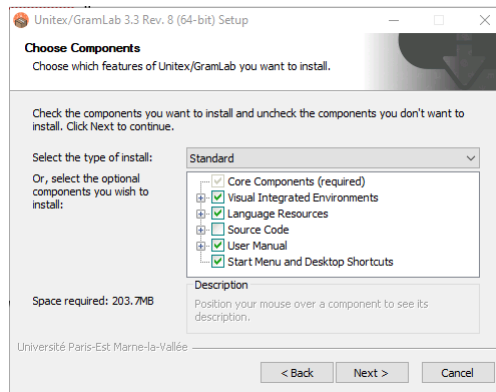 Unitex/GramLab 3.3 Rev. 8 (64-bit) Setup
Choose Components
Choose which features of Unitex/GramLab you want to install.
Check the components you want to install and uncheck the components you don't want to
install. Click Next to continue.
Select the type of install:
Standard
Or, select the optional
components you wish to
install:
Core Components (required)
Visual Integrated Environments
Language Resources
Source Code
User Manual
Start Menu and Desktop Shortcuts
Space required: 203.7MB
Description
Position your mouse over a component to see its
description.
Université Paris-Est Marne-la-Vallée
< Back
Next >
Cancel